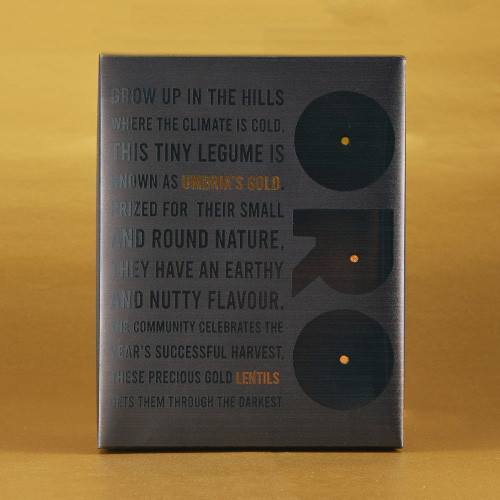 GROW UP IN THE HILLS
WHERE THE CLIMATE IS COLD,
THIS TINY LEGUME IS
KNOWN AS UMBRIA'S GOLD.
PRIZED FOR THEIR SMALL
AND ROUND NATURE,
THEY HAVE AN EARTHY
AND NUTTY FLAVOUR.
THE COMMUNITY CELEBRATES THE
YEAR'S SUCCESSFUL HARVEST,
THESE PRECIOUS GOLD LENTILS
GETS THEM THROUGH THE DARKEST.
ORO